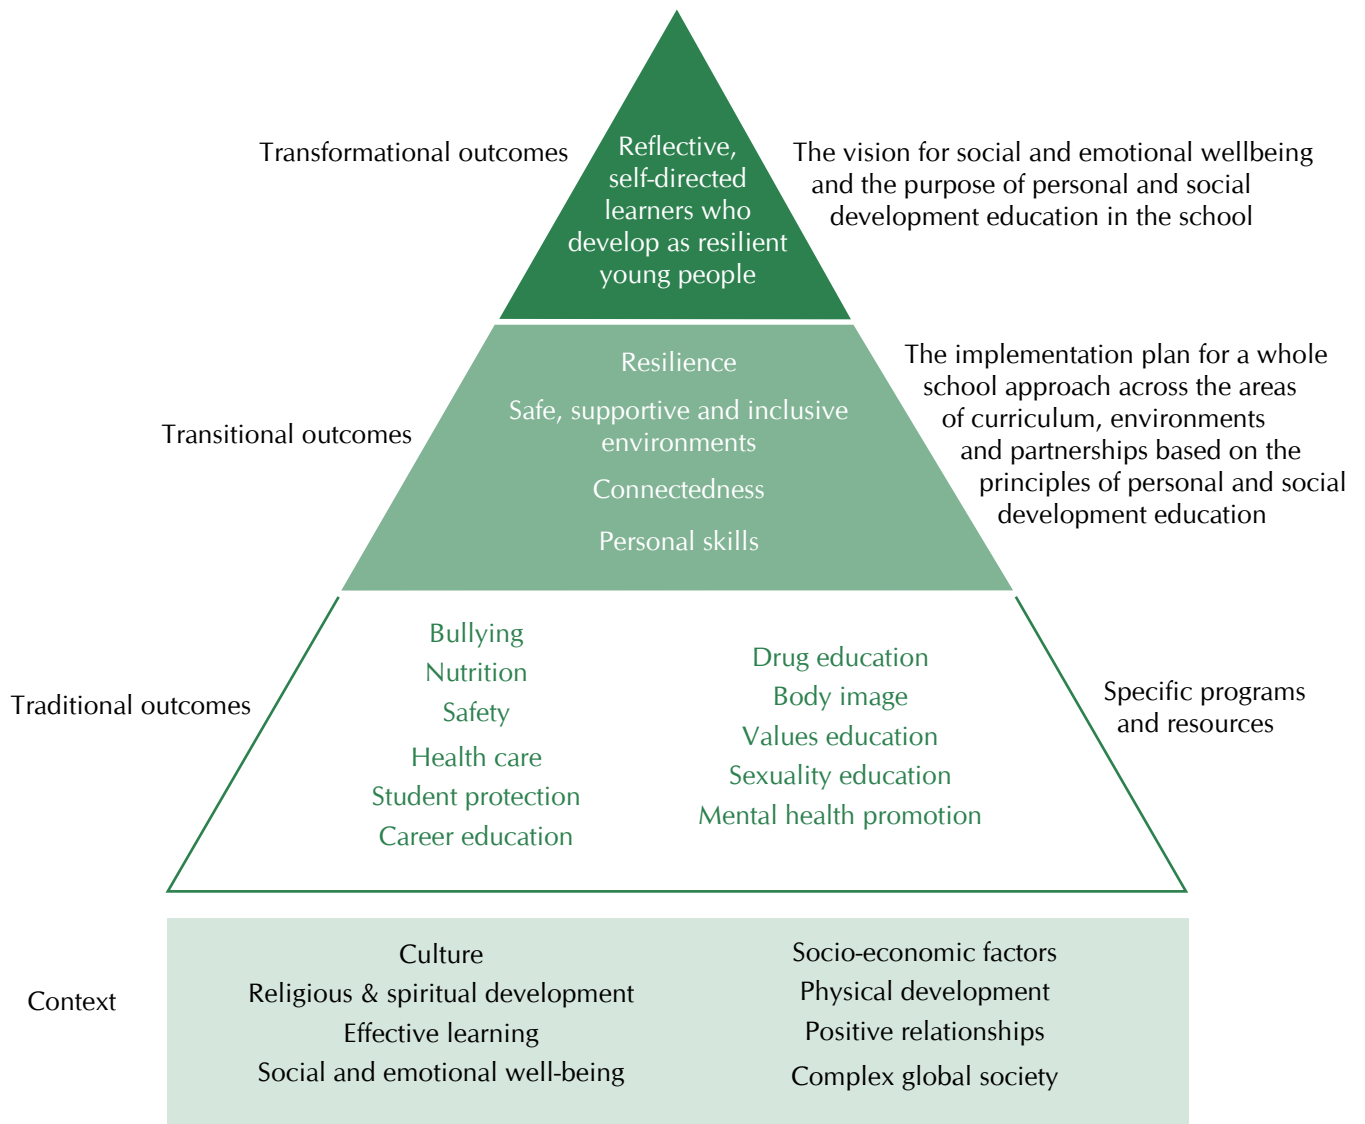 Transformational outcomes
Reflective,
self-directed
learners who
develop as resilient
young people
The vision for social and emotional wellbeing
and the purpose of personal and social
development education in the school
Transitional outcomes
Resilience
Safe, supportive and inclusive
environments
Connectedness
Personal skills
The implementation plan for a whole
school approach across the areas
of curriculum, environments
and partnerships based on the
principles of personal and social
development education
Traditional outcomes
Bullying
Nutrition
Safety
Health care
Student protection
Career education
Drug education
Body image
Values education
Sexuality education
Mental health promotion
Specific programs
and resources
Context
Culture
Religious & spiritual development
Effective learning
Social and emotional well-being
Socio-economic factors
Physical development
Positive relationships
Complex global society